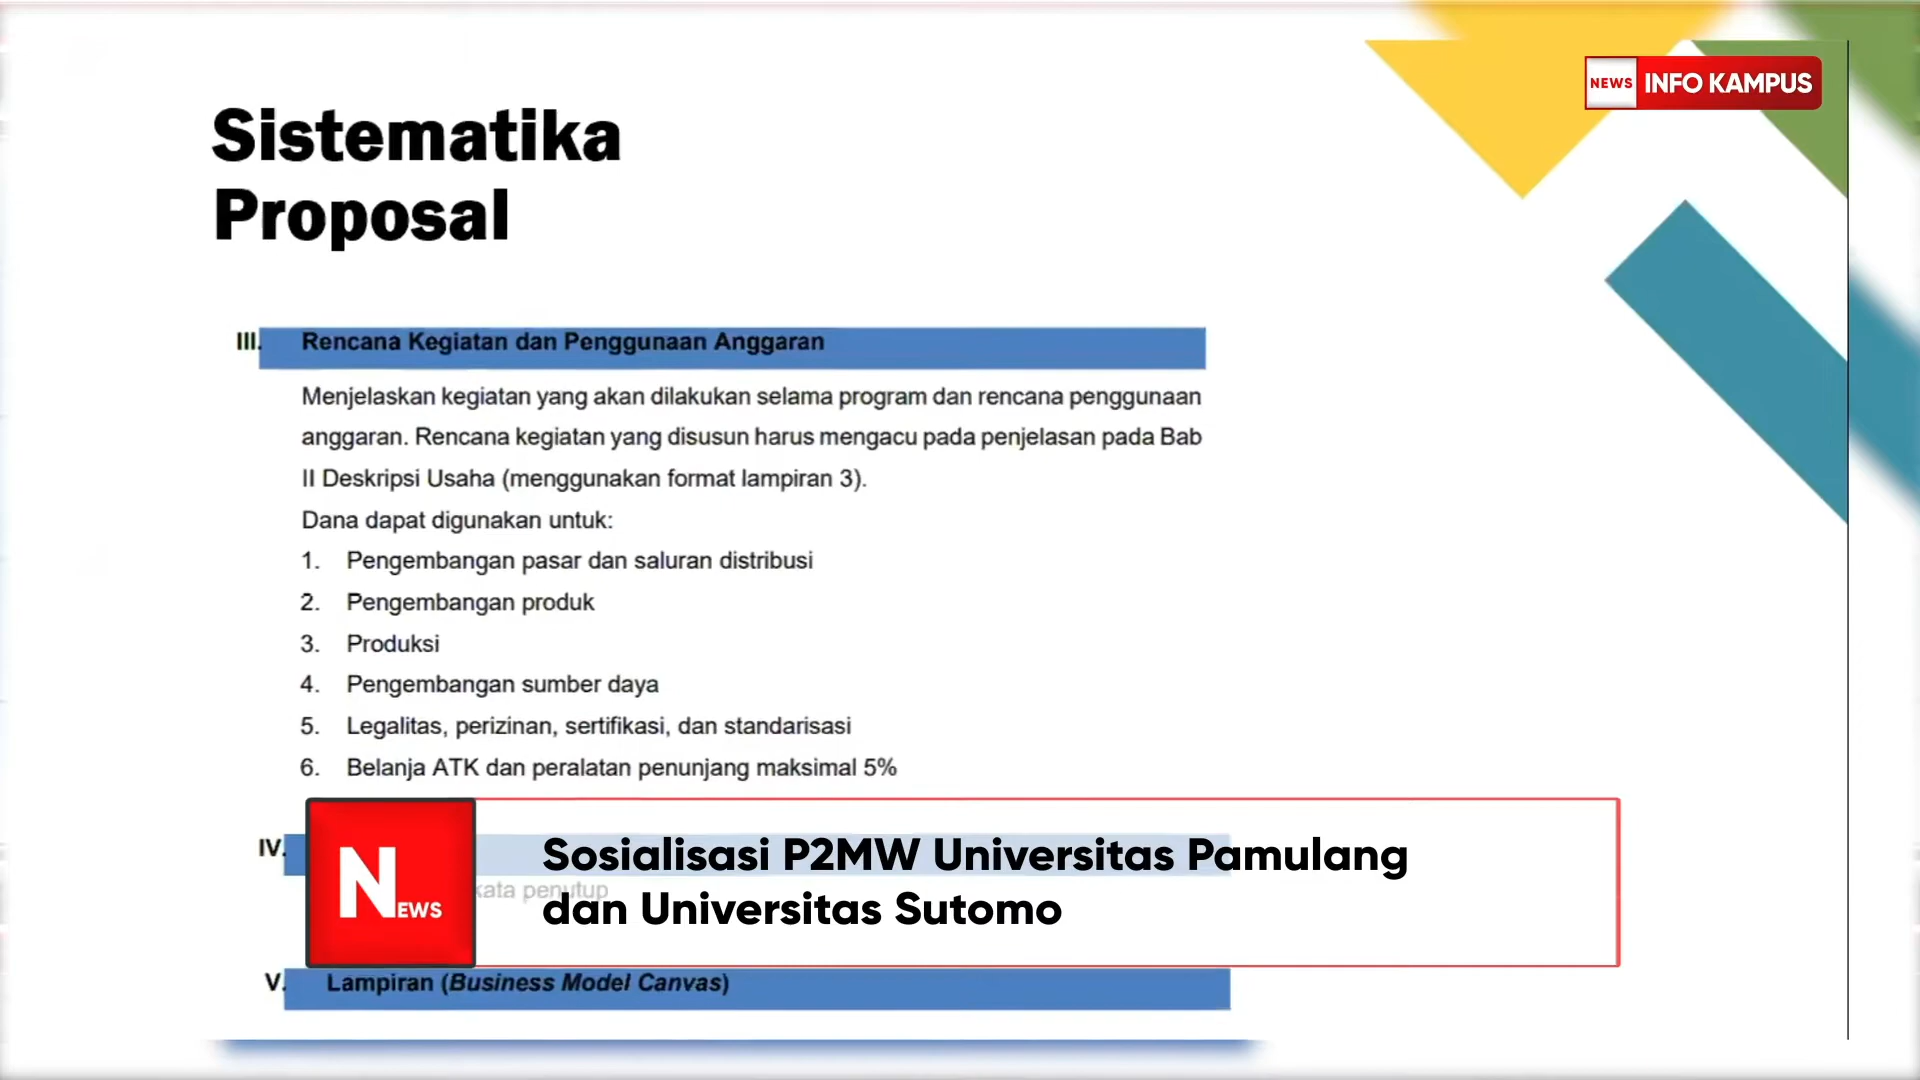 NEWS INFO KAMPUS
Sistematika
Proposal
III. Rencana Kegiatan dan Penggunaan Anggaran
Menjelaskan kegiatan yang akan dilakukan selama program dan rencana penggunaan
anggaran. Rencana kegiatan yang disusun harus mengacu pada penjelasan pada Bab
II Deskripsi Usaha (menggunakan format lampiran 3).
Dana dapat digunakan untuk:
1. Pengembangan pasar dan saluran distribusi
2. Pengembangan produk
3. Produksi
4. Pengembangan sumber daya
5. Legalitas, perizinan, sertifikasi, dan standarisasi
6. Belanja ATK dan peralatan penunjang maksimal 5%
IV.
kata penutup
NEWS
Sosialisasi P2MW Universitas Pamulang
dan Universitas Sutomo
V. Lampiran (Business Model Canvas)